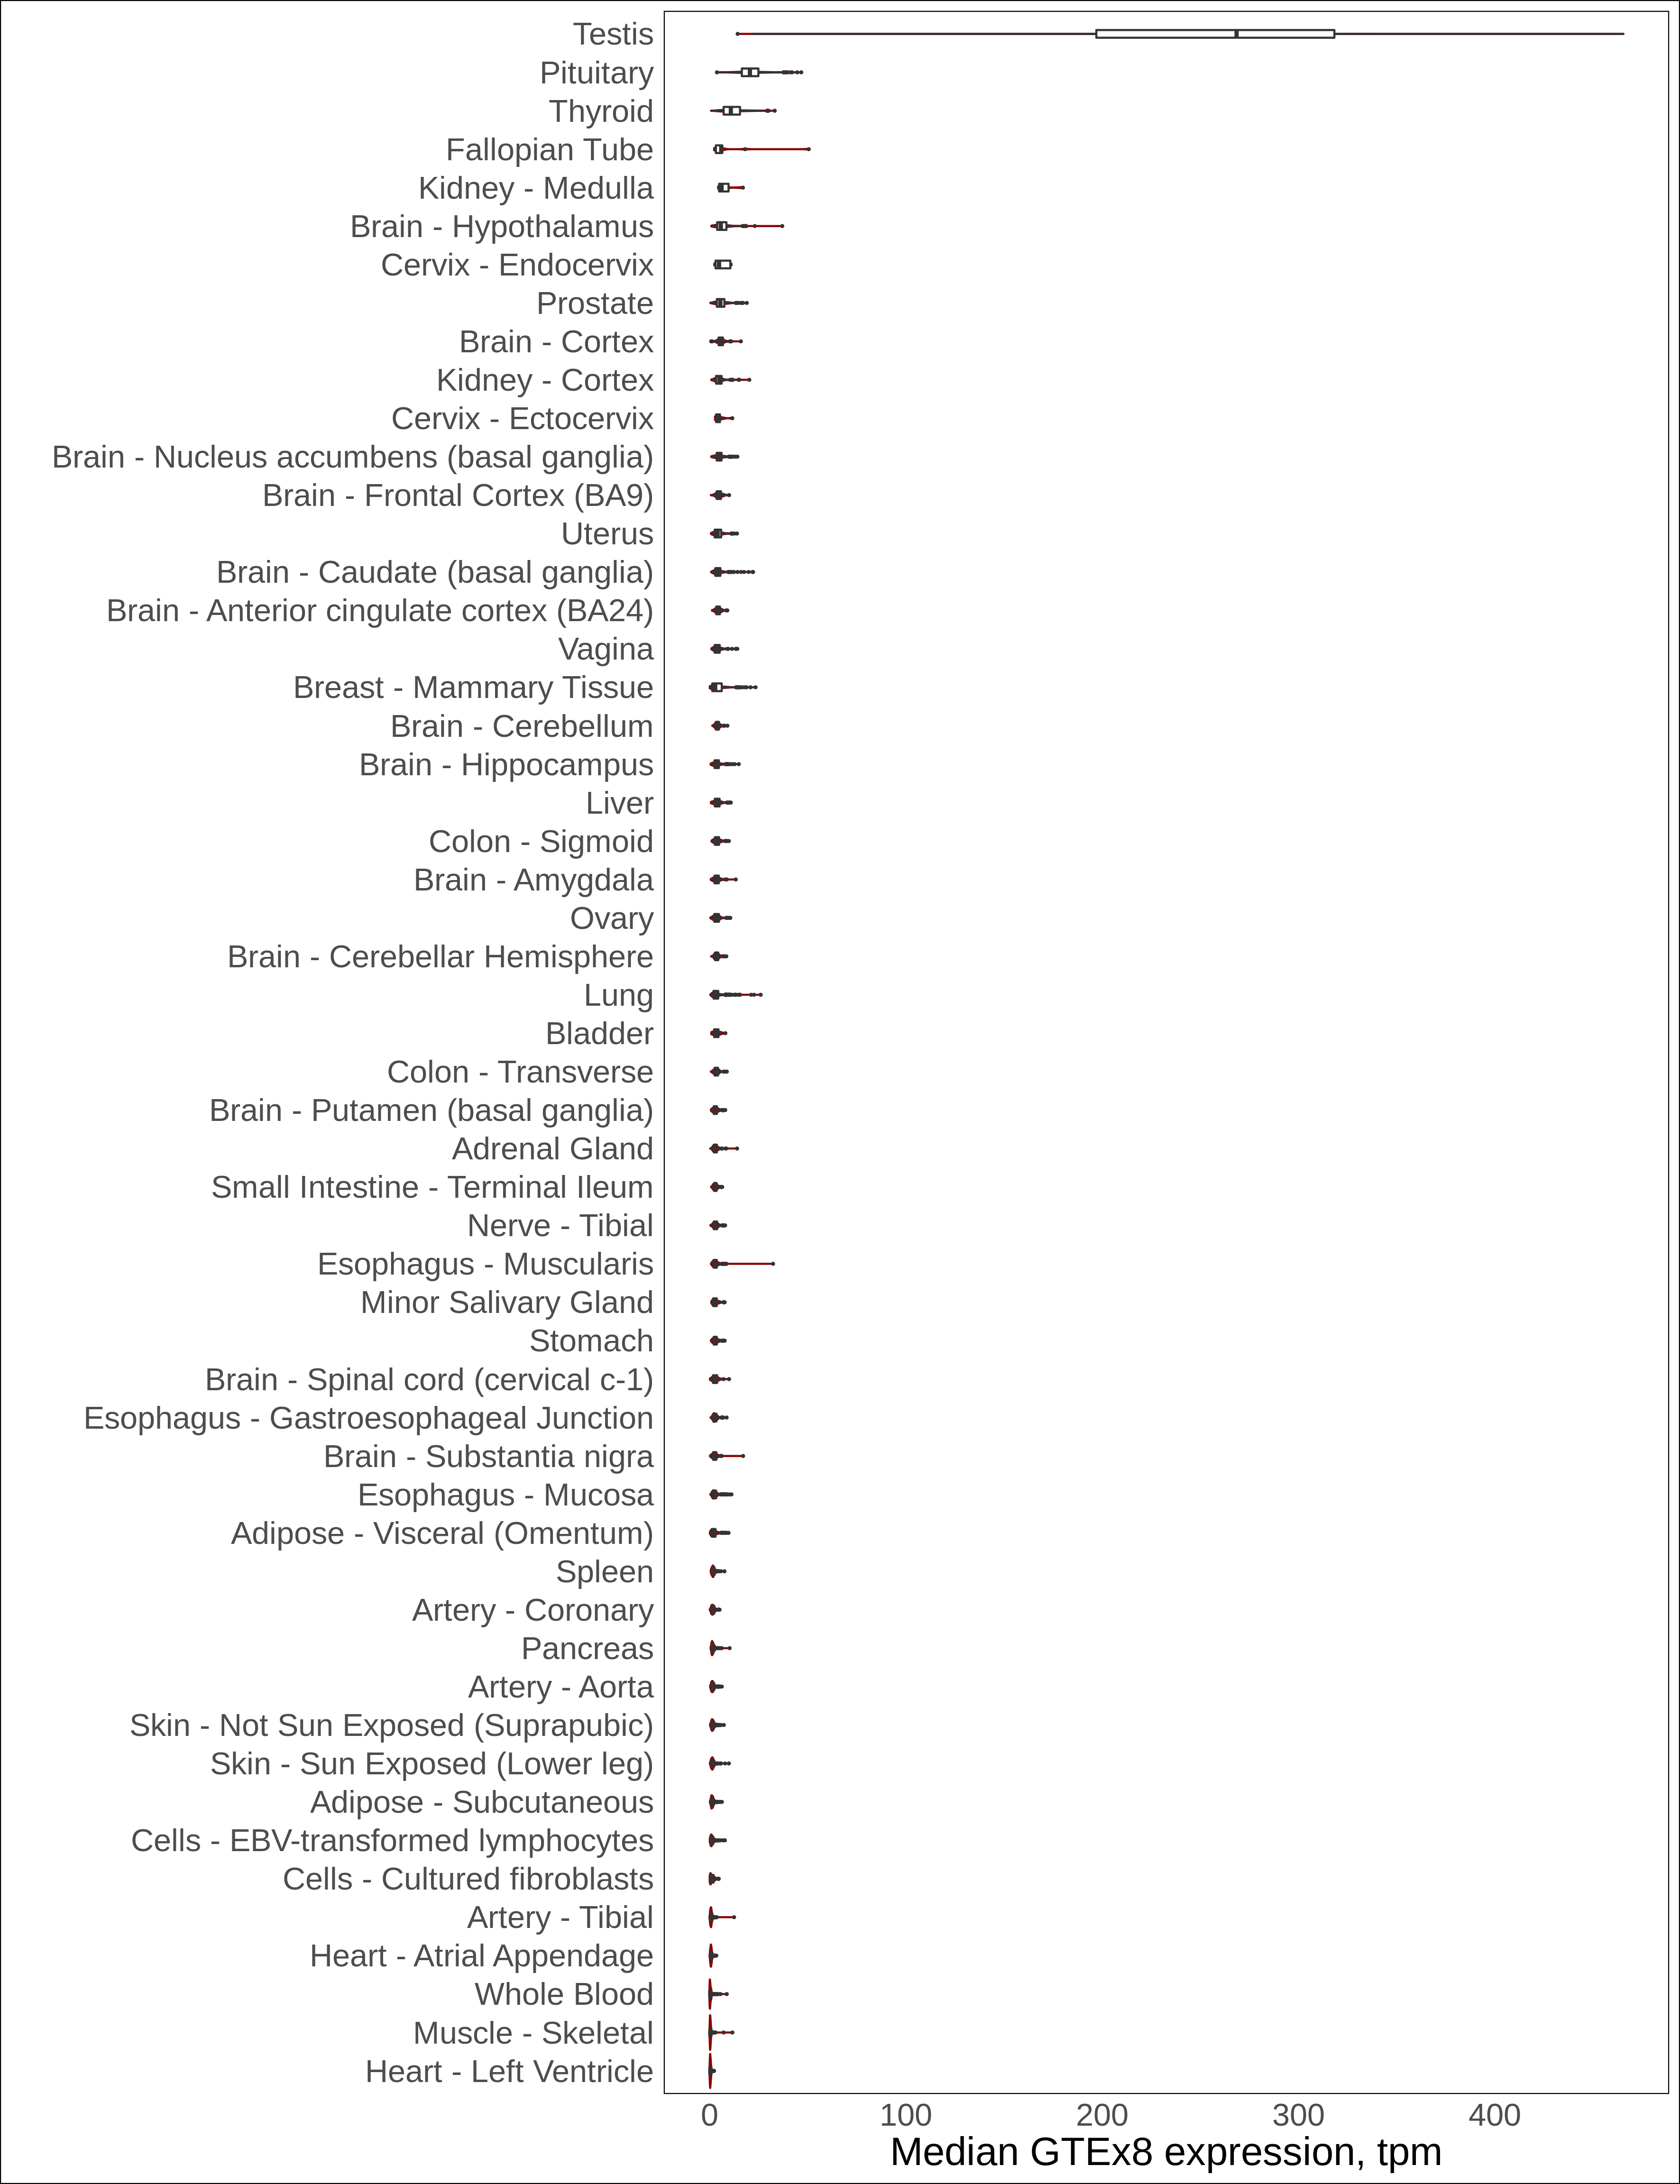 Testis
Pituitary
Thyroid
Fallopian Tube
Kidney - Medulla
Brain - Hypothalamus
Cervix - Endocervix
Prostate
Brain - Cortex
Kidney - Cortex
Cervix - Ectocervix
Brain - Nucleus accumbens (basal ganglia)
Brain - Frontal Cortex (BA9)
Uterus
Brain - Caudate (basal ganglia)
Brain - Anterior cingulate cortex (BA24)
Vagina
Breast - Mammary Tissue
Brain - Cerebellum
Brain - Hippocampus
Liver
Colon - Sigmoid
Brain - Amygdala
Ovary
Brain - Cerebellar Hemisphere
Lung
Bladder
Colon - Transverse
Brain - Putamen (basal ganglia)
Adrenal Gland
Small Intestine - Terminal Ileum
Nerve - Tibial
Esophagus - Muscularis
Minor Salivary Gland
Stomach
Brain - Spinal cord (cervical c-1)
Esophagus - Gastroesophageal Junction
Brain - Substantia nigra
Esophagus - Mucosa
Adipose - Visceral (Omentum)
Spleen
Artery - Coronary
Pancreas
Artery - Aorta
Skin - Not Sun Exposed (Suprapubic)
Skin - Sun Exposed (Lower leg)
Adipose - Subcutaneous
Cells - EBV-transformed lymphocytes
Cells - Cultured fibroblasts
Artery - Tibial
Heart - Atrial Appendage
Whole Blood
Muscle - Skeletal
Heart - Left Ventricle
0 100 200 300 400
Median GTEx8 expression, tpm